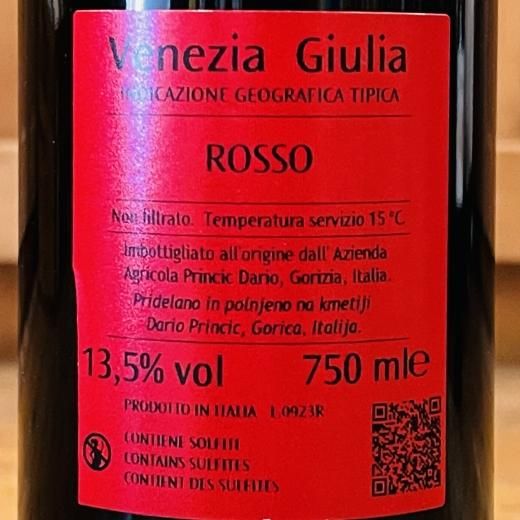 Venezia Giulia
INDICAZIONE GEOGRAFICA TIPICA
ROSSO
Non filtrato. Temperatura servizio 15 °C
Imbottigliato all'origine dall' Azienda
Agricola Princic Dario, Gorizia, Italia.
Pridelano in polnjeno na kmetiji
Dario Princic, Gorica, Italija.
13,5% vol 750 ml e
PRODOTTO IN ITALIA L.0923R
CONTIENE SOLFITI
CONTAINS SULFITES
CONTIENT DES SULFITES